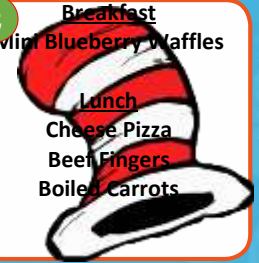 Breakfast
Mini Blueberry Waffles
Lunch
Cheese Pizza
Beef Fingers
Boiled Carrots